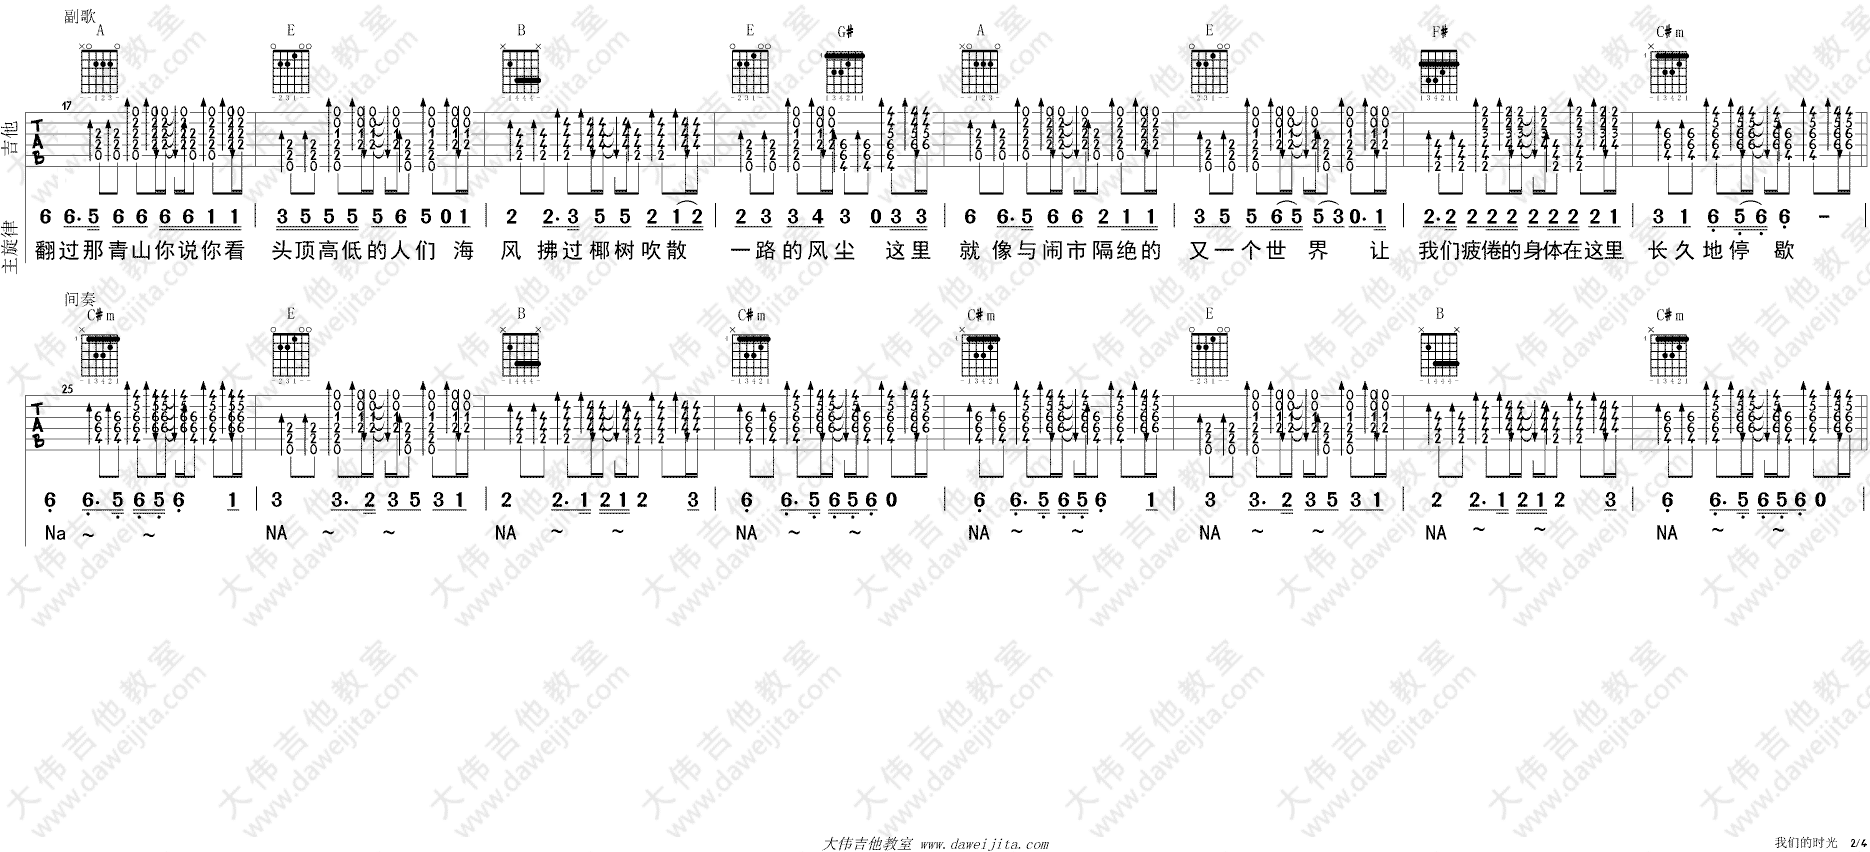 副歌
A E B E G# A E F# C#m
17
吉他
TAB
主旋律
6 6. 5 6 6 6 6 1 1 | 3 5 5 5 5 6 5 0 1 | 2 2. 3 5 5 2 1 2 | 2 3 3 4 3 0 3 3 | 6 6. 5 6 6 2 1 1 | 3 5 5 6 5 5 3 0. 1 | 2. 2 2 2 2 2 2 2 2 1 | 3 1 6 5 6 6 –
翻过那青山你说你看 头顶高低的人们 海 风 拂过椰树吹散 一路的风尘 这里 就 像与闹市隔绝的 又一个世 界 让 我们疲倦的身体在这里 长久地停 歇
间奏
C#m E B C#m C#m E B C#m
25
TAB
6 6. 5 6 5 6 1 | 3 3. 2 3 5 3 1 | 2 2. 1 2 1 2 3 | 6 6. 5 6 5 6 0 | 6 6. 5 6 5 6 1 | 3 3. 2 3 5 3 1 | 2 2. 1 2 1 2 3 | 6 6. 5 6 5 6 0
Na ~ ~ NA ~ ~ NA ~ ~ NA ~ ~ NA ~ ~ NA ~ ~ NA ~ ~ NA ~ ~
大伟吉他教室 www.daweijita.com
我们的时光 2/4